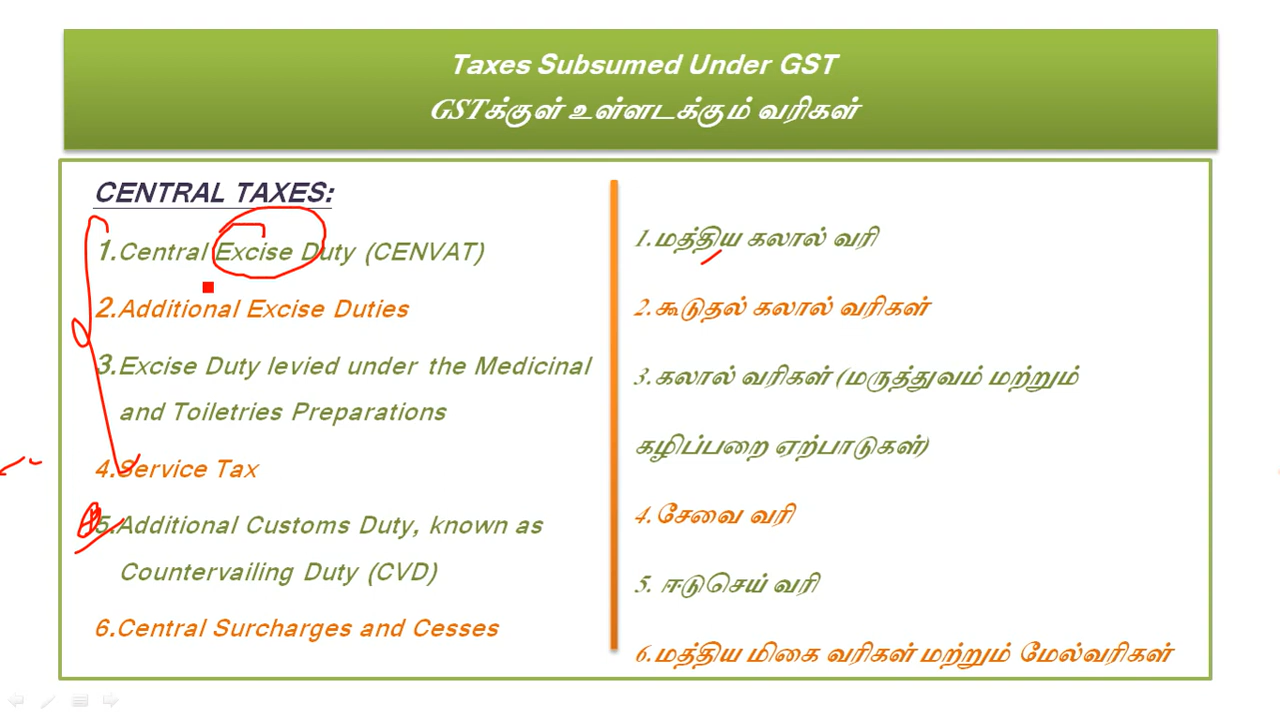 Taxes Subsumed Under GST
GSTக்குள் உள்ளடக்கும் வரிகள்
CENTRAL TAXES:
1.Central Excise Duty (CENVAT)
2.Additional Excise Duties
3.Excise Duty levied under the Medicinal
and Toiletries Preparations
4.Service Tax
5.Additional Customs Duty, known as
Countervailing Duty (CVD)
6.Central Surcharges and Cesses
1.மத்திய கலால் வரி
2.கூடுதல் கலால் வரிகள்
3.கலால் வரிகள் (மருத்துவம் மற்றும்
கழிப்பறை ஏற்பாடுகள்)
4.சேவை வரி
5. ஈடுசெய் வரி
6.மத்திய மிகை வரிகள் மற்றும் மேல்வரிகள்